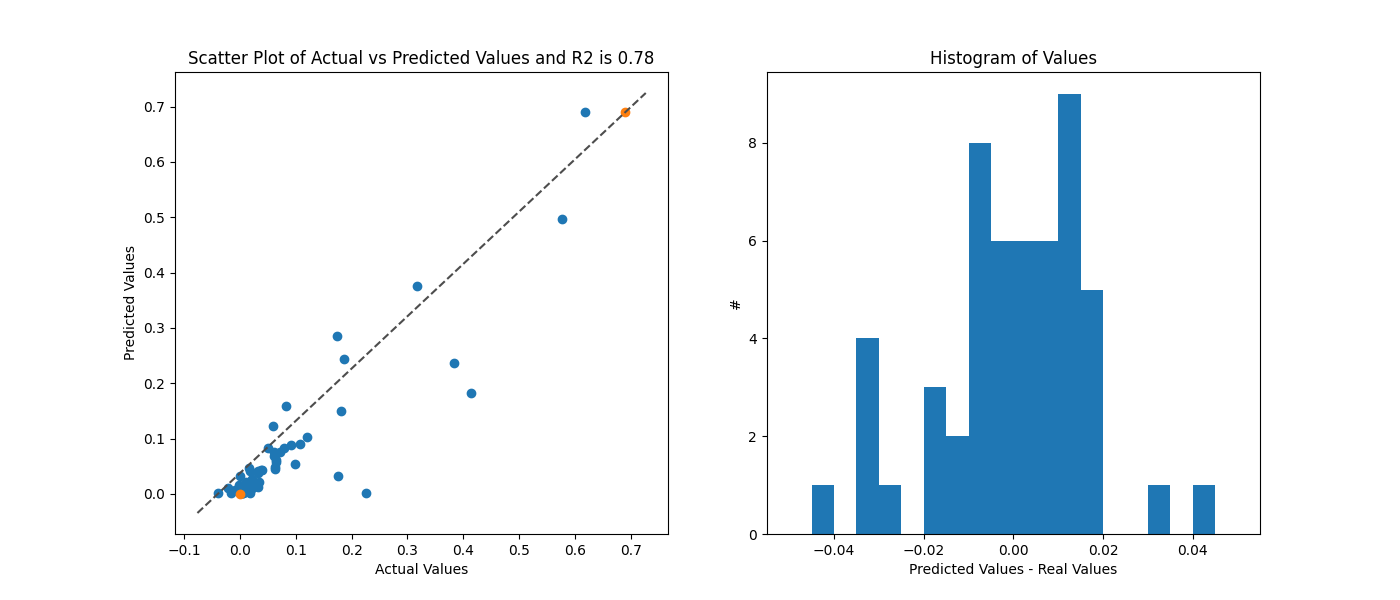 Scatter Plot of Actual vs Predicted Values and R2 is 0.78
Predicted Values
0.7
0.6
0.5
0.4
0.3
0.2
0.1
0.0
−0.1 0.0 0.1 0.2 0.3 0.4 0.5 0.6 0.7
Actual Values
Histogram of Values
#
8
6
4
2
0
−0.04 −0.02 0.00 0.02 0.04
Predicted Values - Real Values